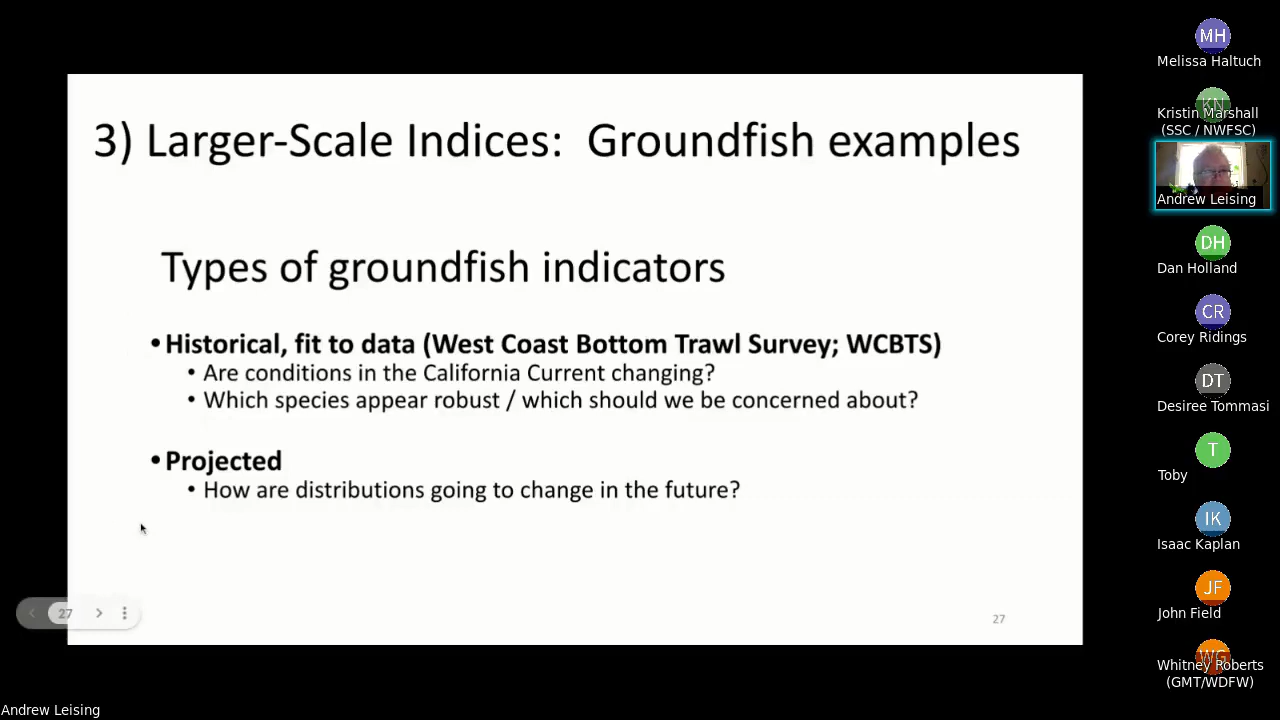 3) Larger-Scale Indices: Groundfish examples
Types of groundfish indicators
• Historical, fit to data (West Coast Bottom Trawl Survey; WCBTS)
• Are conditions in the California Current changing?
• Which species appear robust / which should we be concerned about?
• Projected
• How are distributions going to change in the future?
27
27
Andrew Leising
MH
Melissa Haltuch
KN
Kristin Marshall
(SSC / NWFSC)
Andrew Leising
DH
Dan Holland
CR
Corey Ridings
DT
Desiree Tommasi
T
Toby
IK
Isaac Kaplan
JF
John Field
WG
Whitney Roberts
(GMT/WDFW)